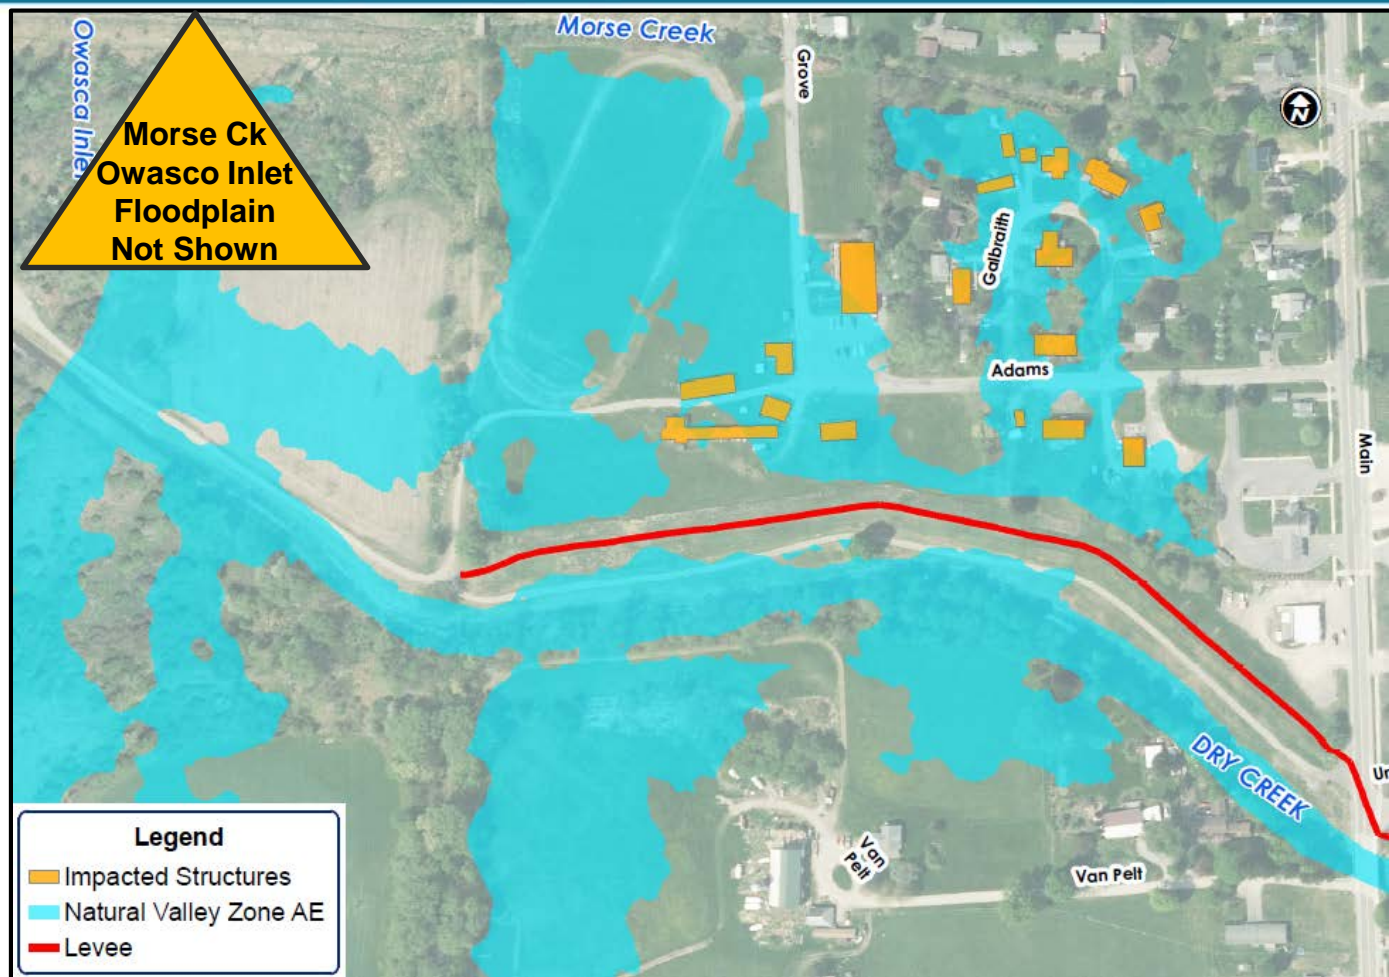 Morse Creek
Owasca Inlet
Morse Ck
Owasco Inlet
Floodplain
Not Shown
Grove
N
Galbraith
Adams
Main
DRY CREEK
Van
Pelt
Van Pelt
Legend
Impacted Structures
Natural Valley Zone AE
Levee